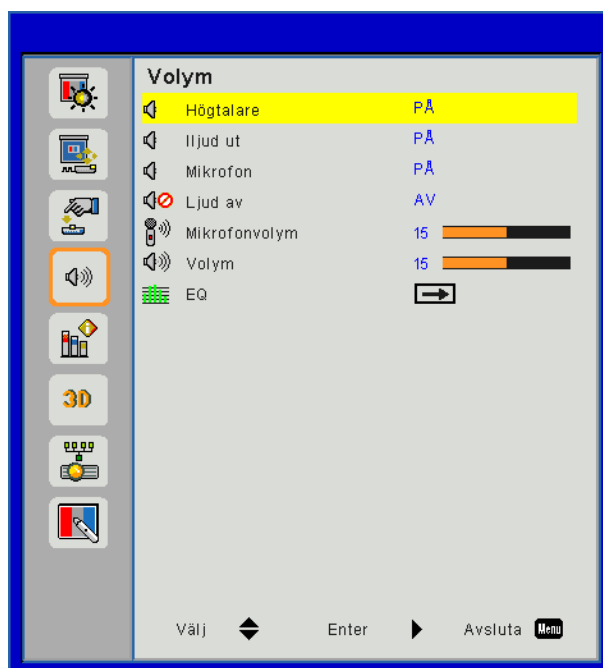 Volym
Högtalare PÅ
Iljud ut PÅ
Mikrofon PÅ
Ljud av AV
Mikrofonvolym 15
Volym 15
EQ
3D
Välj Enter Avsluta Menu